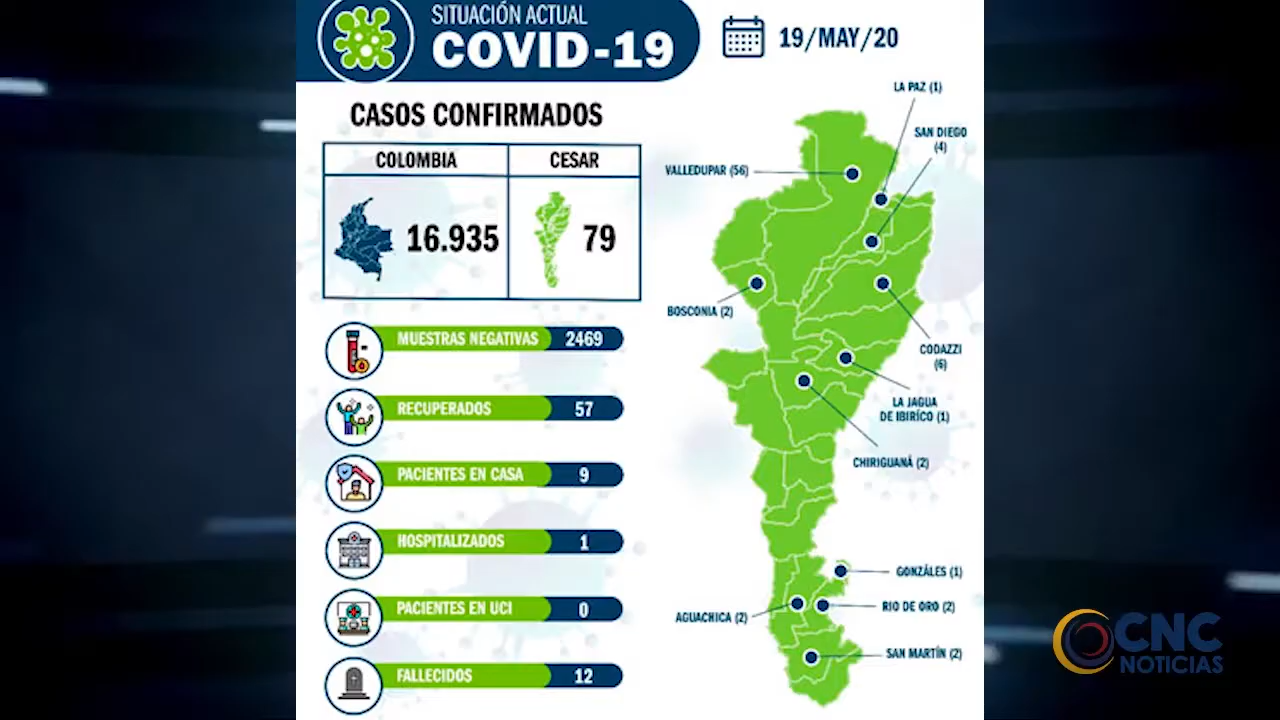 SITUACIÓN ACTUAL
COVID-19
19/MAY/20
CASOS CONFIRMADOS
COLOMBIA
CESAR
16.935
79
MUESTRAS NEGATIVAS 2469
RECUPERADOS 57
PACIENTES EN CASA 9
HOSPITALIZADOS 1
PACIENTES EN UCI 0
FALLECIDOS 12
LA PAZ (1)
SAN DIEGO
(4)
VALLEDUPAR (56)
BOSCONIA (2)
CODAZZI
(6)
LA JAGUA
DE IBIRÍCO (1)
CHIRIGUANÁ (2)
GONZÁLES (1)
AGUACHICA (2)
RIO DE ORO (2)
SAN MARTÍN (2)
CNC
NOTICIAS